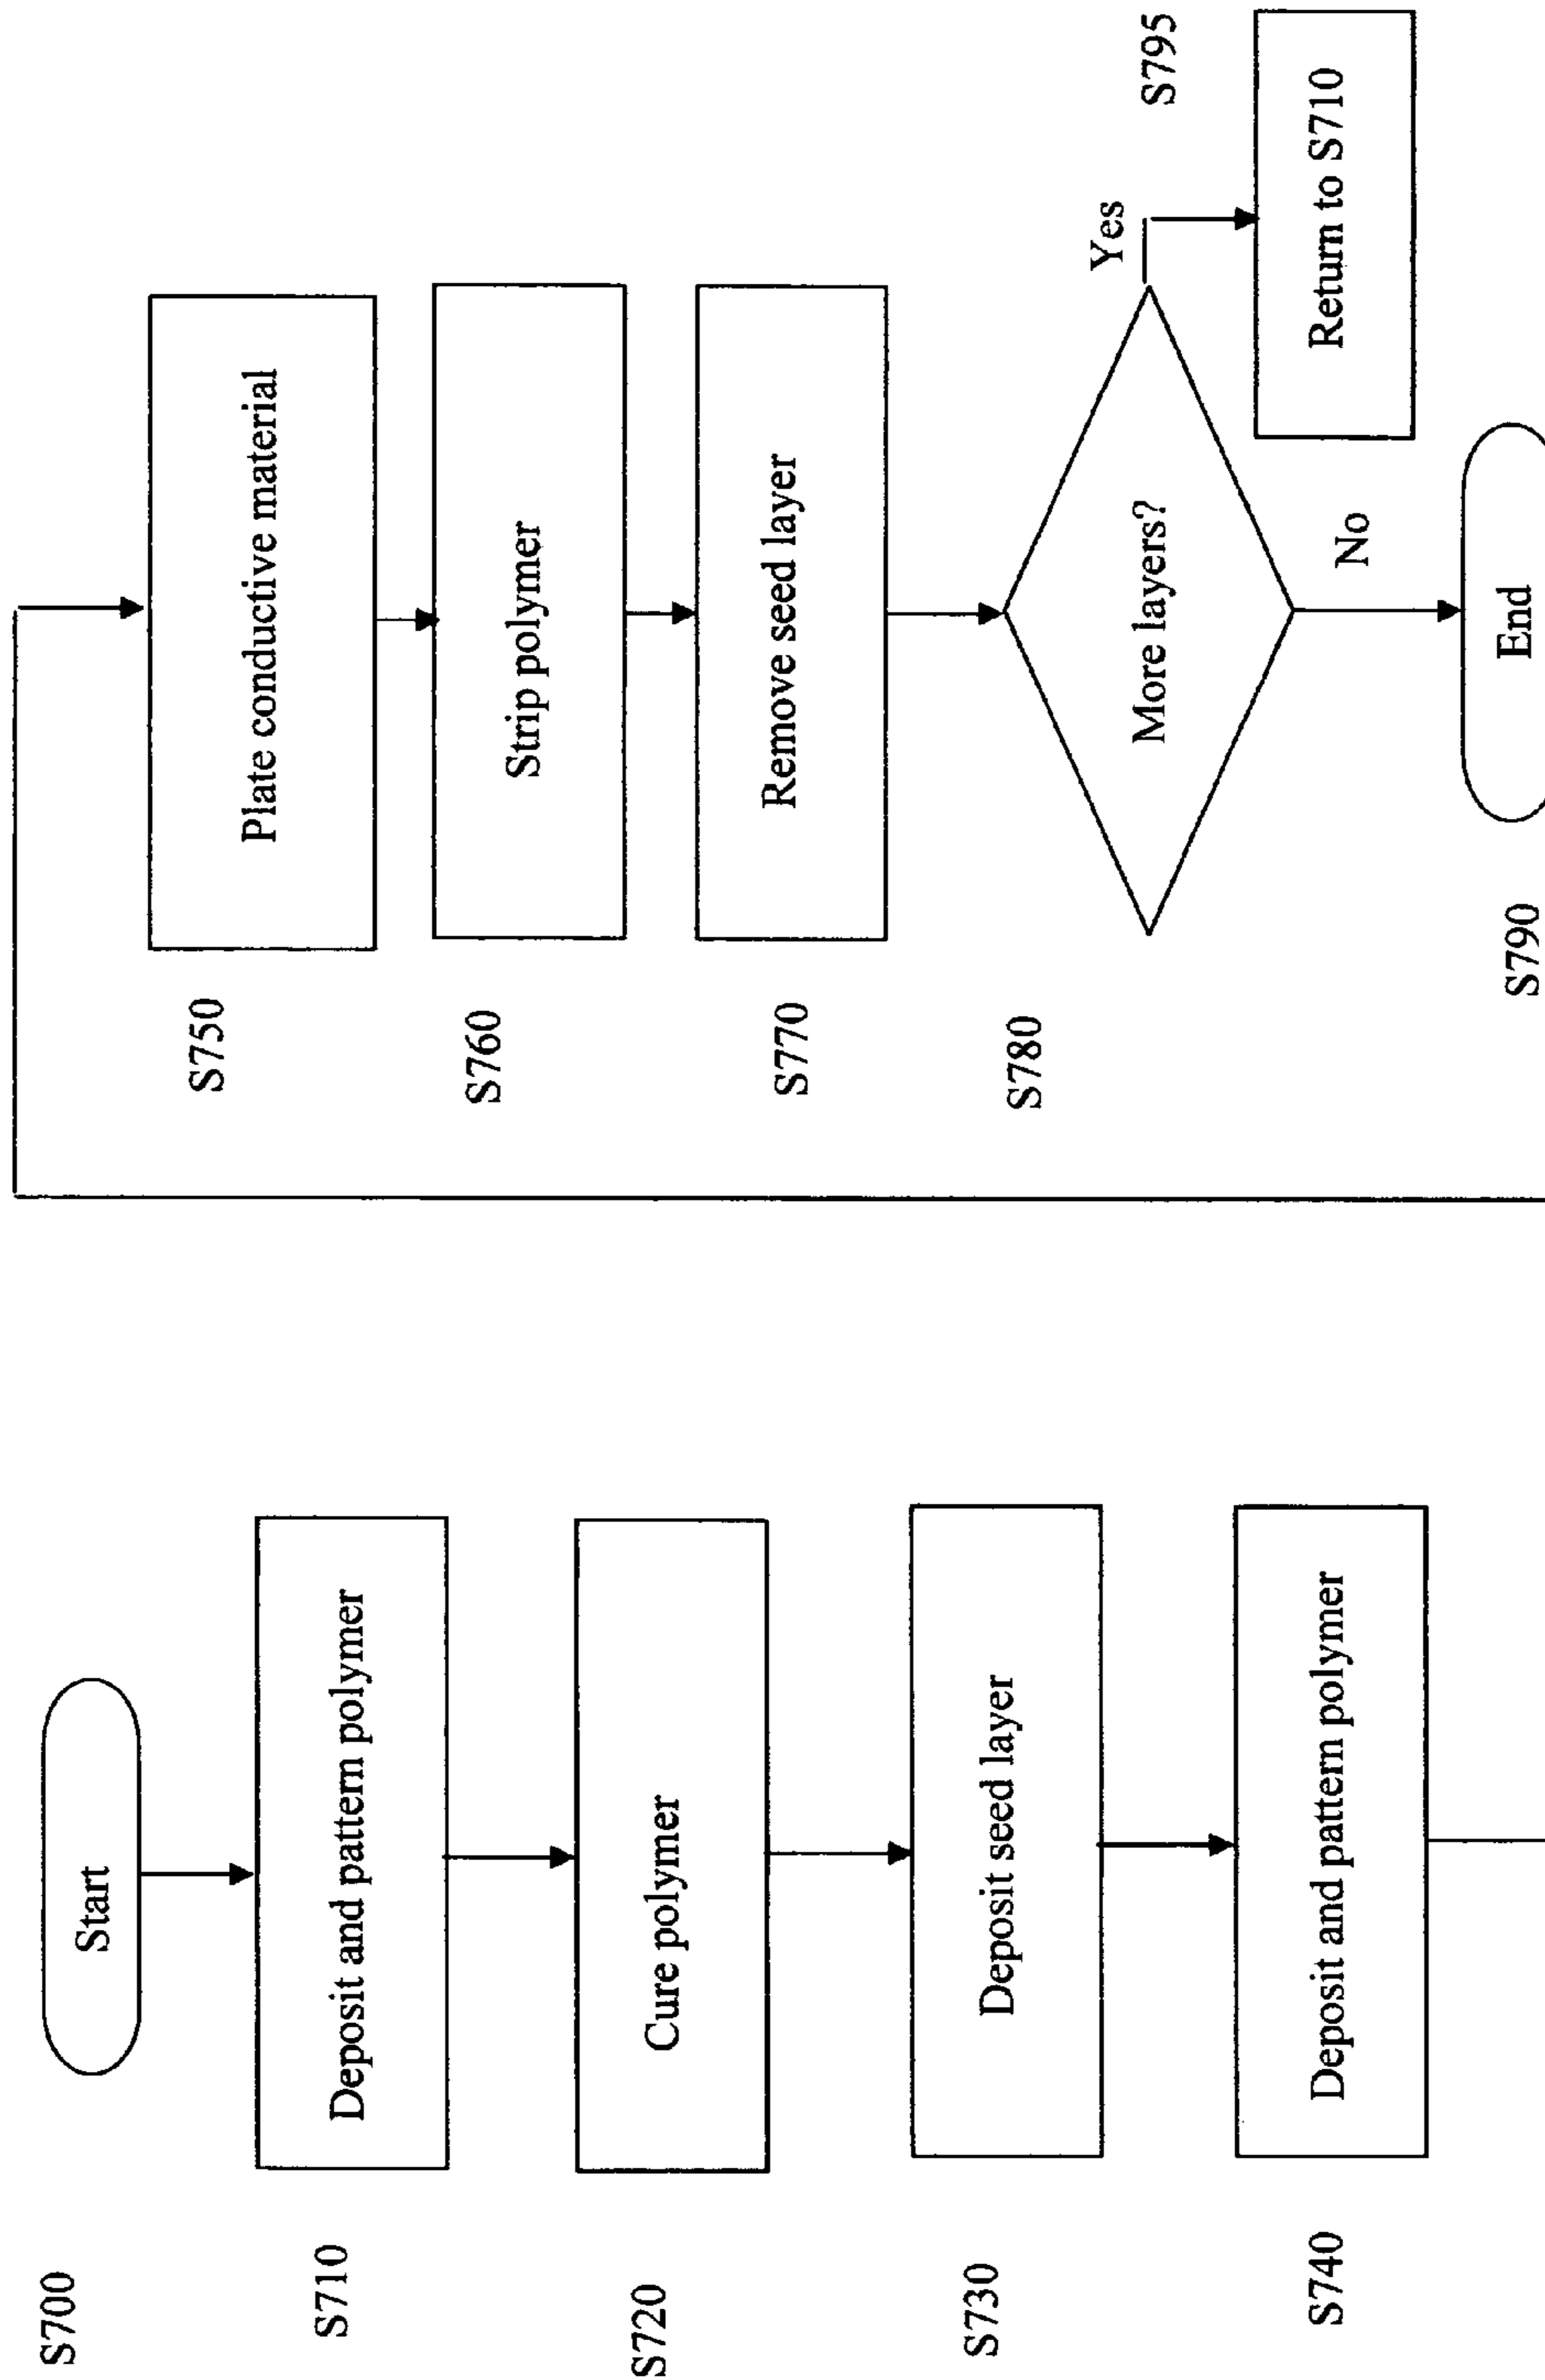 S700
Start
S710
Deposit and pattern polymer
S720
Cure polymer
S730
Deposit seed layer
S740
Deposit and pattern polymer
S750
Plate conductive material
S760
Strip polymer
S770
Remove seed layer
S780
More layers?
Yes
S795
Return to S710
No
S790
End